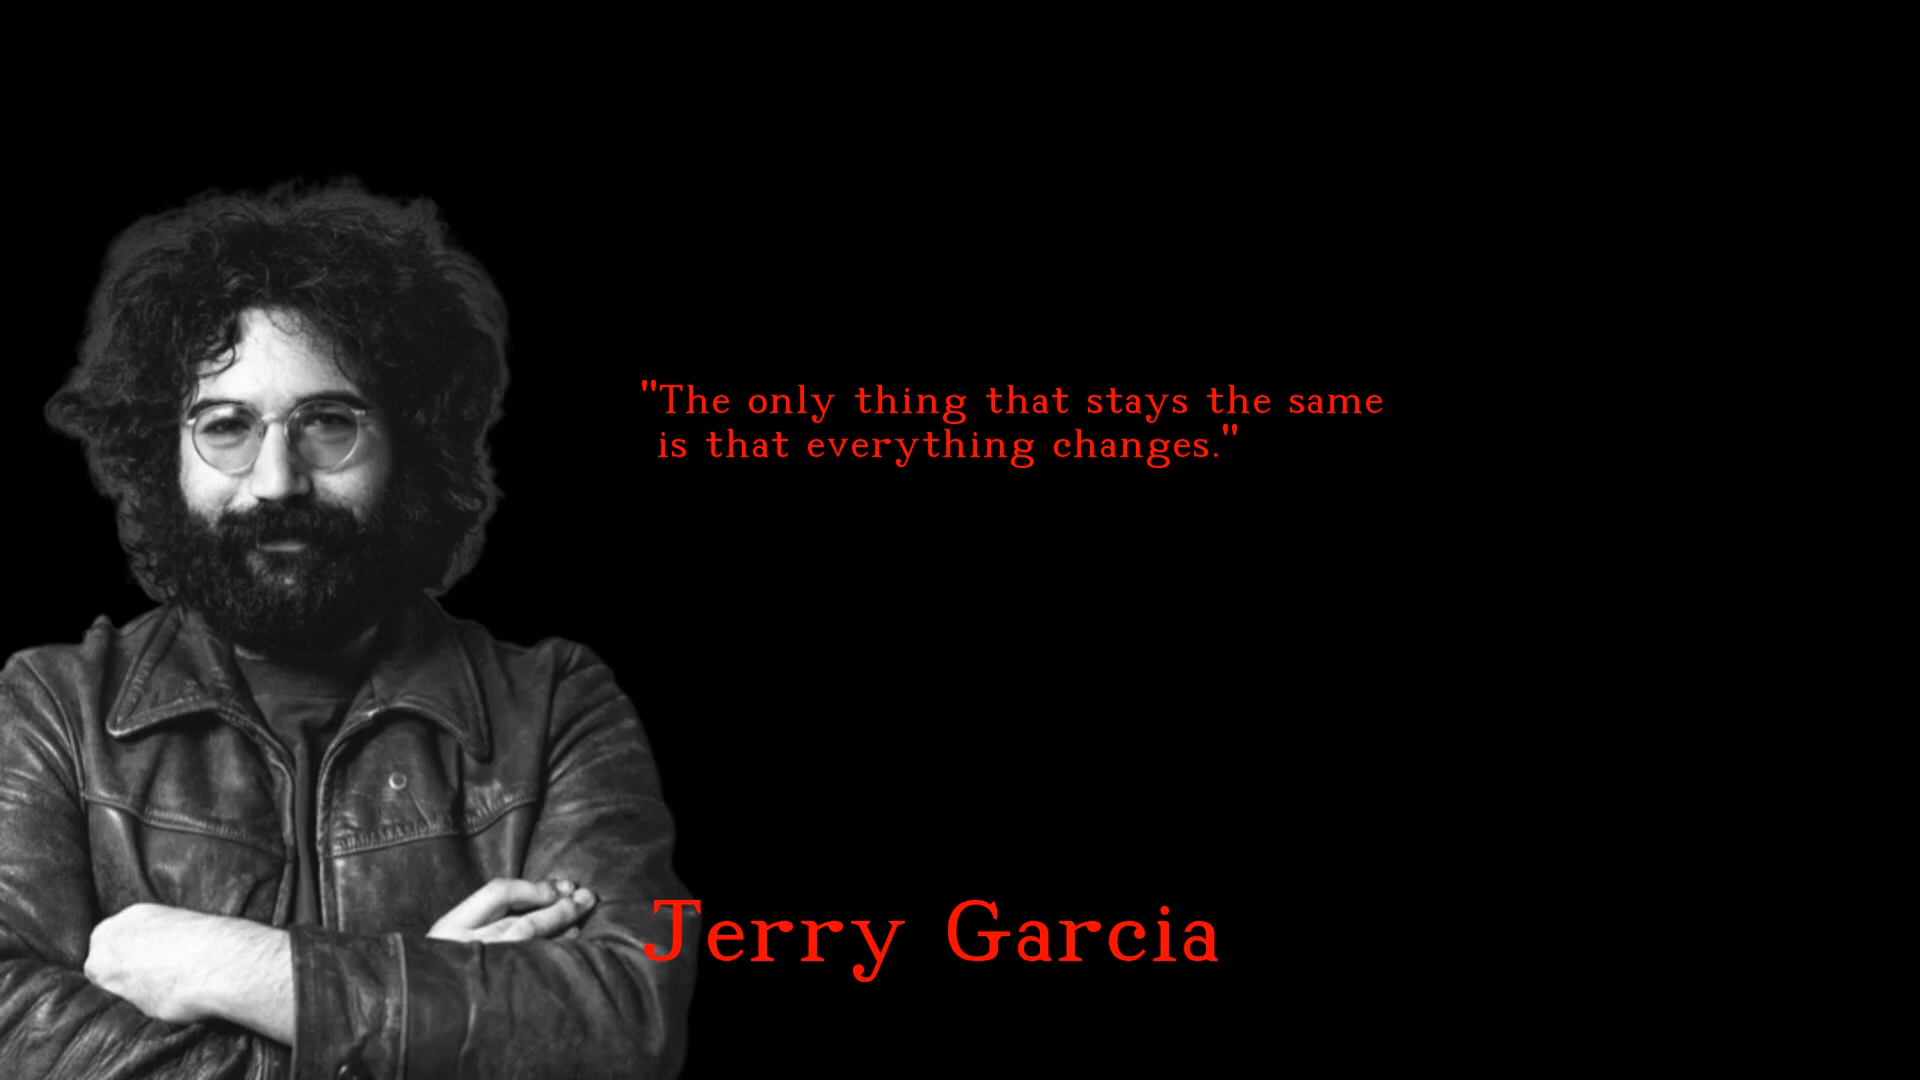 "The only thing that stays the same
is that everything changes."
Jerry Garcia